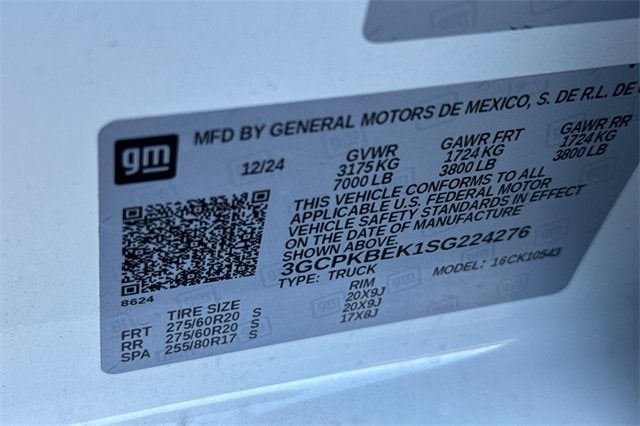 gm
MFD BY GENERAL MOTORS DE MEXICO, S. DE R.L. DE
12/24 GVWR GAWR FRT GAWR RR
3175 KG 1724 KG 1724 KG
7000 LB 3800 LB 3800 LB
THIS VEHICLE CONFORMS TO ALL
APPLICABLE U.S. FEDERAL MOTOR
VEHICLE SAFETY STANDARDS IN EFFECT
ON THE DATE OF MANUFACTURE
SHOWN ABOVE.
3GCPKBEK1SG224276
TYPE: TRUCK MODEL: 16CK10543
8624
TIRE SIZE RIM
FRT 275/60R20 S 20X9J
RR 275/60R20 S 20X9J
SPA 255/80R17 S 17X8J